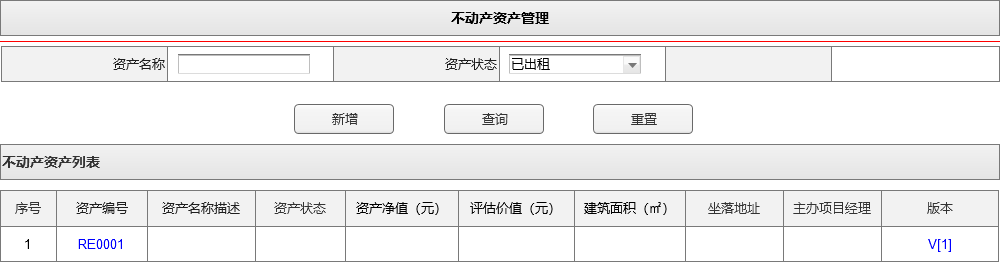 不动产资产管理
资产名称 资产状态 已出租
新增 查询 重置
不动产资产列表
序号 资产编号 资产名称描述 资产状态 资产净值（元） 评估价值（元） 建筑面积（㎡） 坐落地址 主办项目经理 版本
1 RE0001 V[1]